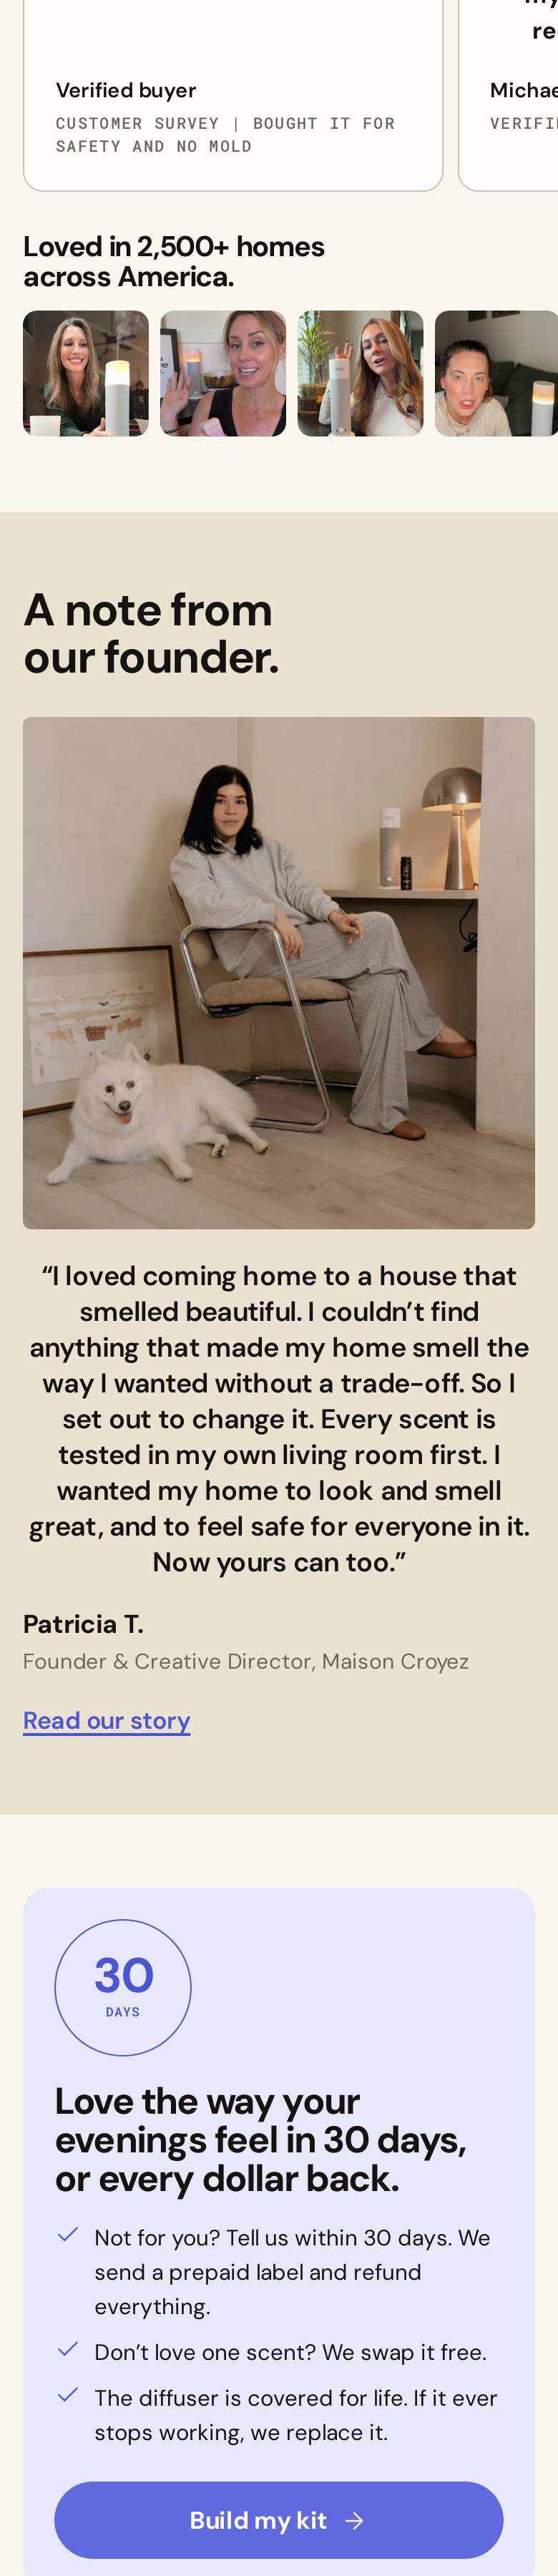 re
Verified buyer
CUSTOMER SURVEY | BOUGHT IT FOR
SAFETY AND NO MOLD
Loved in 2,500+ homes
across America.
A note from
our founder.
“I loved coming home to a house that
smelled beautiful. I couldn’t find
anything that made my home smell the
way I wanted without a trade-off. So I
set out to change it. Every scent is
tested in my own living room first. I
wanted my home to look and smell
great, and to feel safe for everyone in it.
Now yours can too.”
Patricia T.
Founder & Creative Director, Maison Croyez
Read our story
30
DAYS
Love the way your
evenings feel in 30 days,
or every dollar back.
Not for you? Tell us within 30 days. We
send a prepaid label and refund
everything.
Don’t love one scent? We swap it free.
The diffuser is covered for life. If it ever
stops working, we replace it.
Build my kit →